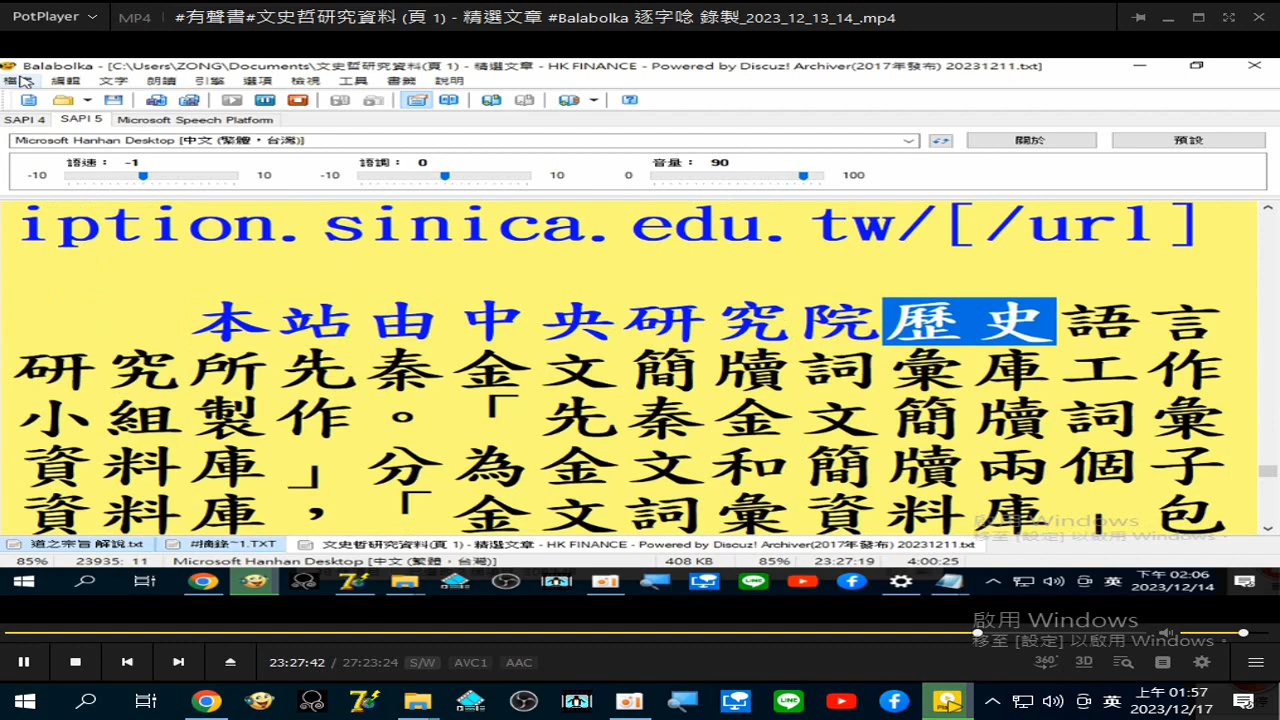 PotPlayer MP4 #有聲書#文史哲研究資料 (頁 1) - 精選文章 #Balabolka 逐字唸 錄製_2023_12_13_14_.mp4
Balabolka - [C:\Users\ZONG\Documents\文史哲研究資料(頁 1) - 精選文章 - HK FINANCE - Powered by Discuz! Archiver(2017年發布) 20231211.txt]
檔案 編輯 文字 朗讀 引擎 選項 檢視 工具 書籤 說明
SAPI 4 SAPI 5 Microsoft Speech Platform
Microsoft Hanhan Desktop [中文 (繁體，台灣)] 關於 預設
語速： -1 語調： 0 音量： 90
-10 10 -10 10 0 100
iption.sinica.edu.tw/[/url]
本站由中央研究院歷史語言
研究所先秦金文簡牘詞彙庫工作
小組製作。「先秦金文簡牘詞彙
資料庫」分為金文和簡牘兩個子
資料庫，「金文詞彙資料庫」包
啟用 Windows
移至 [設定] 以啟用 Windows。
道之宗旨 解說.txt #摘錄~1.TXT 文史哲研究資料(頁 1) - 精選文章 - HK FINANCE - Powered by Discuz! Archiver(2017年發布) 20231211.txt
85% 23935: 11 Microsoft Hanhan Desktop [中文 (繁體，台灣)] 408 KB 85% 23:27:19 4:00:25
英 下午 02:06
2023/12/14
啟用 Windows
移至 [設定] 以啟用 Windows。
23:27:42 / 27:23:24 S/W AVC1 AAC 360° 3D
英 上午 01:57
2023/12/17